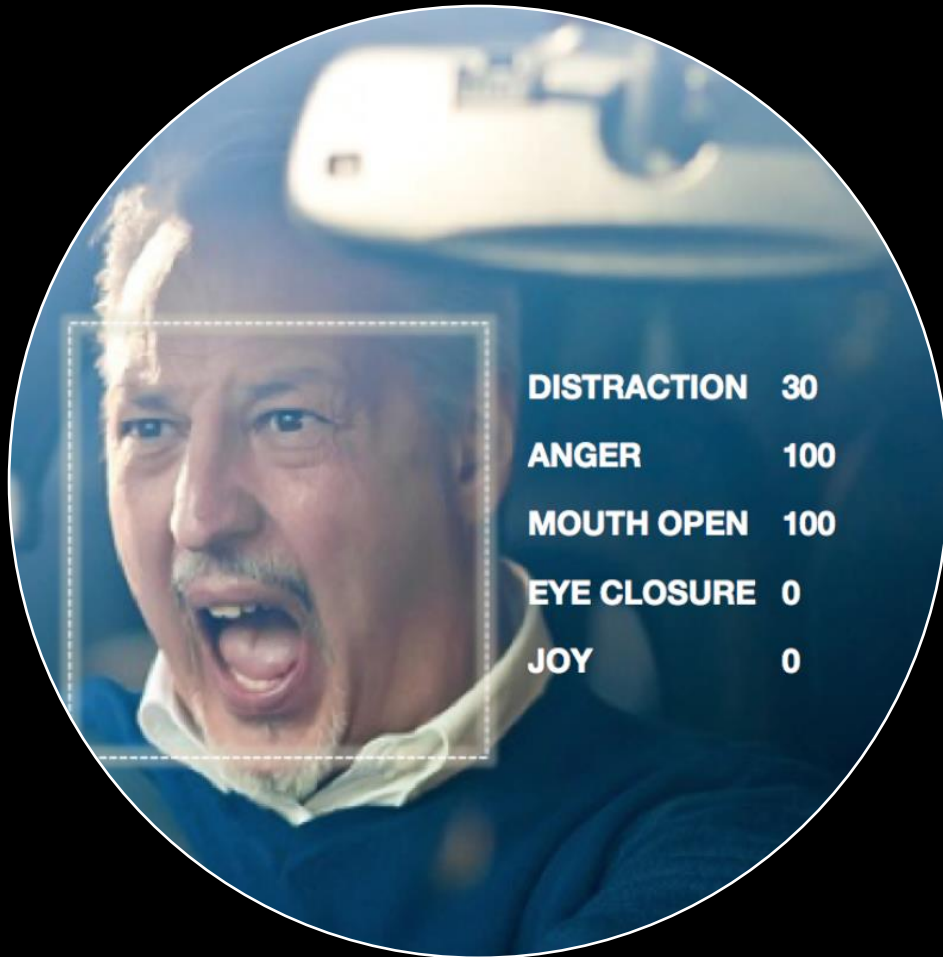 DISTRACTION 30
ANGER 100
MOUTH OPEN 100
EYE CLOSURE 0
JOY 0